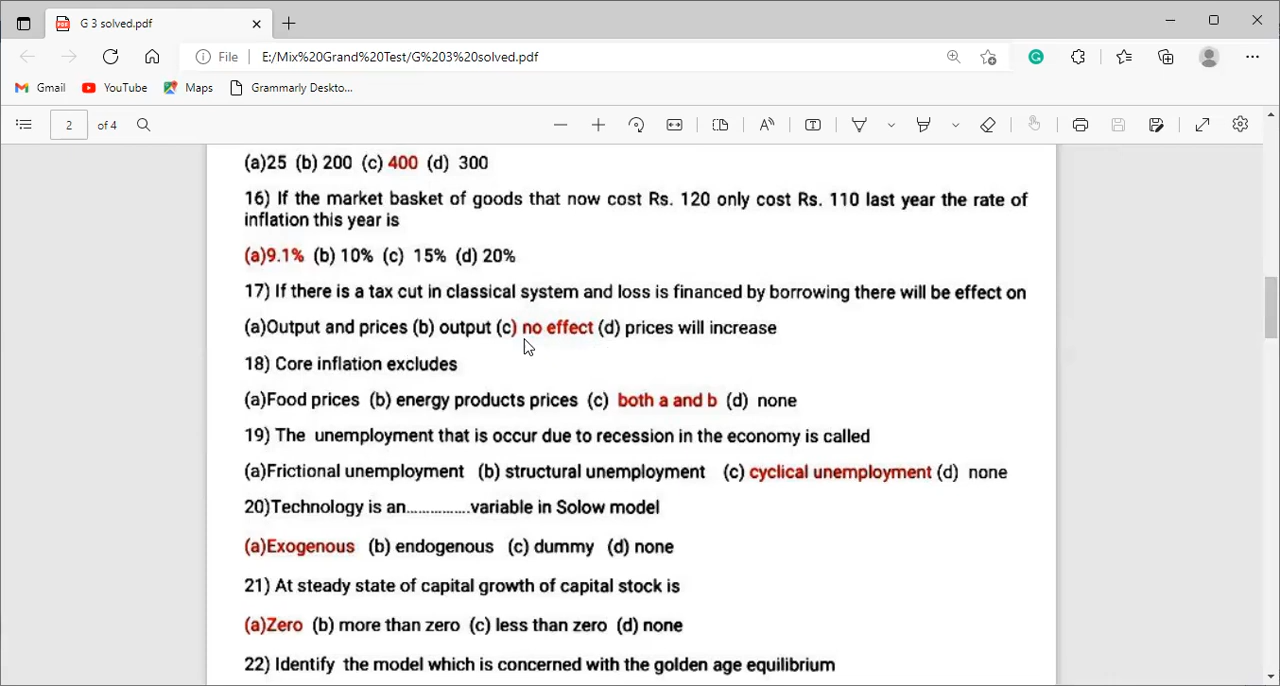 G 3 solved.pdf
File E:/Mix%20Grand%20Test/G%203%20solved.pdf
Gmail YouTube Maps Grammarly Deskto...
2 of 4
(a)25 (b) 200 (c) 400 (d) 300
16) If the market basket of goods that now cost Rs. 120 only cost Rs. 110 last year the rate of
inflation this year is
(a)9.1% (b) 10% (c) 15% (d) 20%
17) If there is a tax cut in classical system and loss is financed by borrowing there will be effect on
(a)Output and prices (b) output (c) no effect (d) prices will increase
18) Core inflation excludes
(a)Food prices (b) energy products prices (c) both a and b (d) none
19) The unemployment that is occur due to recession in the economy is called
(a)Frictional unemployment (b) structural unemployment (c) cyclical unemployment (d) none
20)Technology is an................variable in Solow model
(a)Exogenous (b) endogenous (c) dummy (d) none
21) At steady state of capital growth of capital stock is
(a)Zero (b) more than zero (c) less than zero (d) none
22) Identify the model which is concerned with the golden age equilibrium